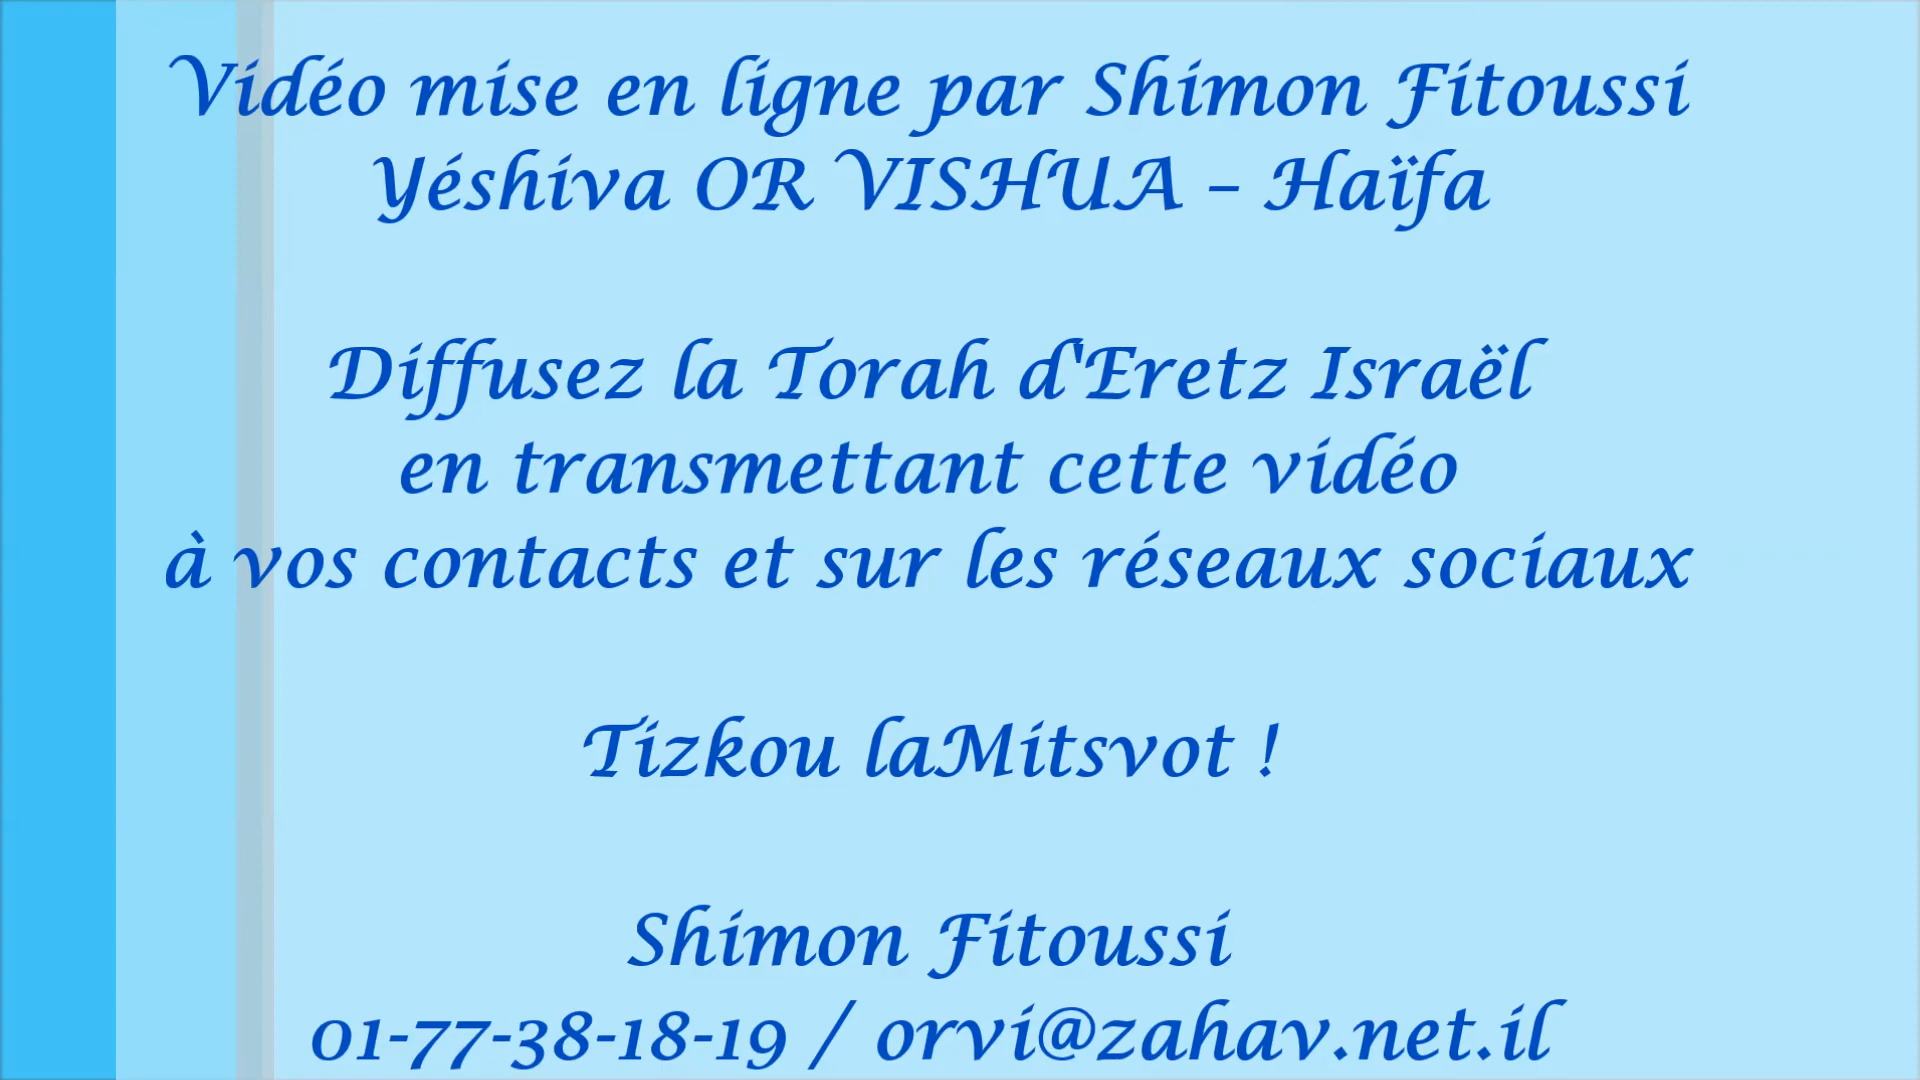 Vidéo mise en ligne par Shimon Fitoussi
Yéshiva OR VISHUA – Haïfa
Diffusez la Torah d'Eretz Israël
en transmettant cette vidéo
à vos contacts et sur les réseaux sociaux
Tizkou laMitsvot !
Shimon Fitoussi
01-77-38-18-19 / orvi@zahav.net.il